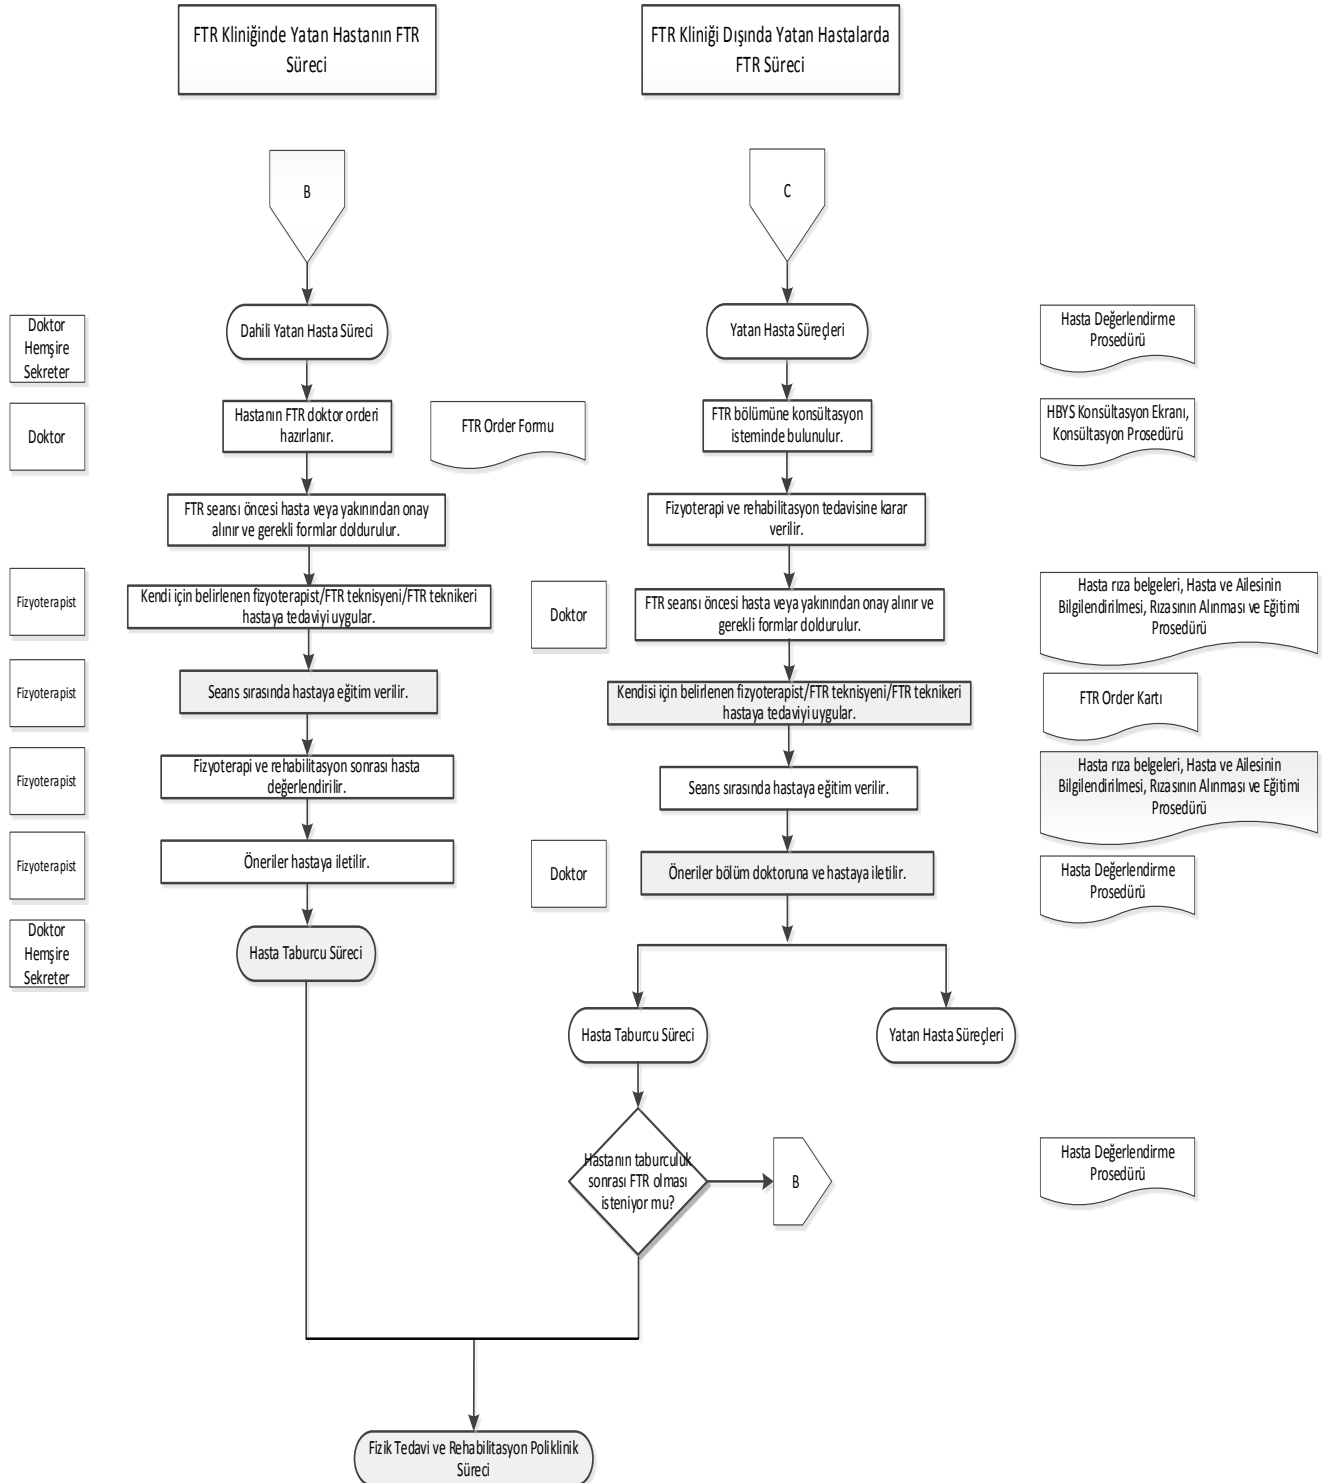 FTR Kliniğinde Yatan Hastanın FTR
Süreci
FTR Kliniği Dışında Yatan Hastalarda
FTR Süreci
B
C
Doktor
Hemşire
Sekreter
Dahili Yatan Hasta Süreci
Yatan Hasta Süreçleri
Hasta Değerlendirme
Prosedürü
Doktor
Hastanın FTR doktor orderi
hazırlanır.
FTR Order Formu
FTR bölümüne konsültasyon
isteminde bulunulur.
HBYS Konsültasyon Ekranı,
Konsültasyon Prosedürü
FTR seansı öncesi hasta veya yakınından onay
alınır ve gerekli formlar doldurulur.
Fizyoterapi ve rehabilitasyon tedavisine karar
verilir.
Fizyoterapist
Kendi için belirlenen fizyoterapist/FTR teknisyeni/FTR teknikeri
hastaya tedaviyi uygular.
Doktor
FTR seansı öncesi hasta veya yakınından onay alınır ve
gerekli formlar doldurulur.
Hasta rıza belgeleri, Hasta ve Ailesinin
Bilgilendirilmesi, Rızasının Alınması ve Eğitimi
Prosedürü
Fizyoterapist
Seans sırasında hastaya eğitim verilir.
Kendisi için belirlenen fizyoterapist/FTR teknisyeni/FTR teknikeri
hastaya tedaviyi uygular.
FTR Order Kartı
Fizyoterapist
Fizyoterapi ve rehabilitasyon sonrası hasta
değerlendirilir.
Seans sırasında hastaya eğitim verilir.
Hasta rıza belgeleri, Hasta ve Ailesinin
Bilgilendirilmesi, Rızasının Alınması ve Eğitimi
Prosedürü
Fizyoterapist
Öneriler hastaya iletilir.
Doktor
Öneriler bölüm doktoruna ve hastaya iletilir.
Hasta Değerlendirme
Prosedürü
Doktor
Hemşire
Sekreter
Hasta Taburcu Süreci
Hasta Taburcu Süreci
Yatan Hasta Süreçleri
Hastanın taburculuk
sonrası FTR olması
isteniyor mu?
B
Hasta Değerlendirme
Prosedürü
Fizik Tedavi ve Rehabilitasyon Poliklinik
Süreci